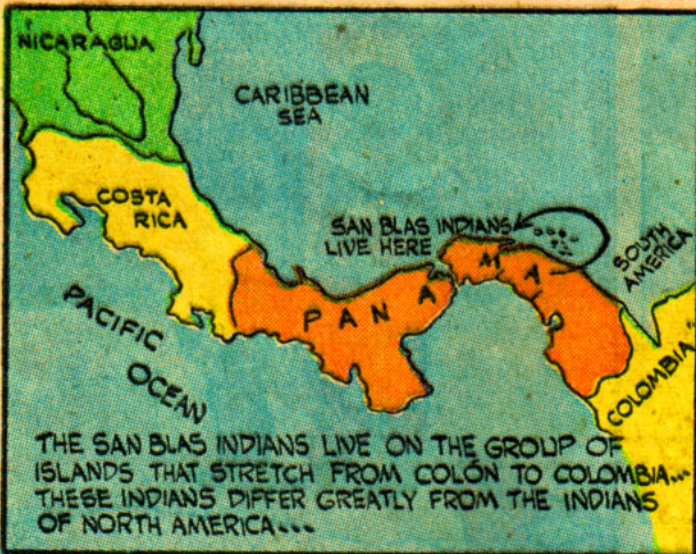 NICARAGUA
CARIBBEAN
SEA
COSTA
RICA
SAN BLAS INDIANS
LIVE HERE
SOUTH
AMERICA
PANAMA
PACIFIC
OCEAN
COLOMBIA
THE SAN BLAS INDIANS LIVE ON THE GROUP OF
ISLANDS THAT STRETCH FROM COLÓN TO COLOMBIA...
THESE INDIANS DIFFER GREATLY FROM THE INDIANS
OF NORTH AMERICA...